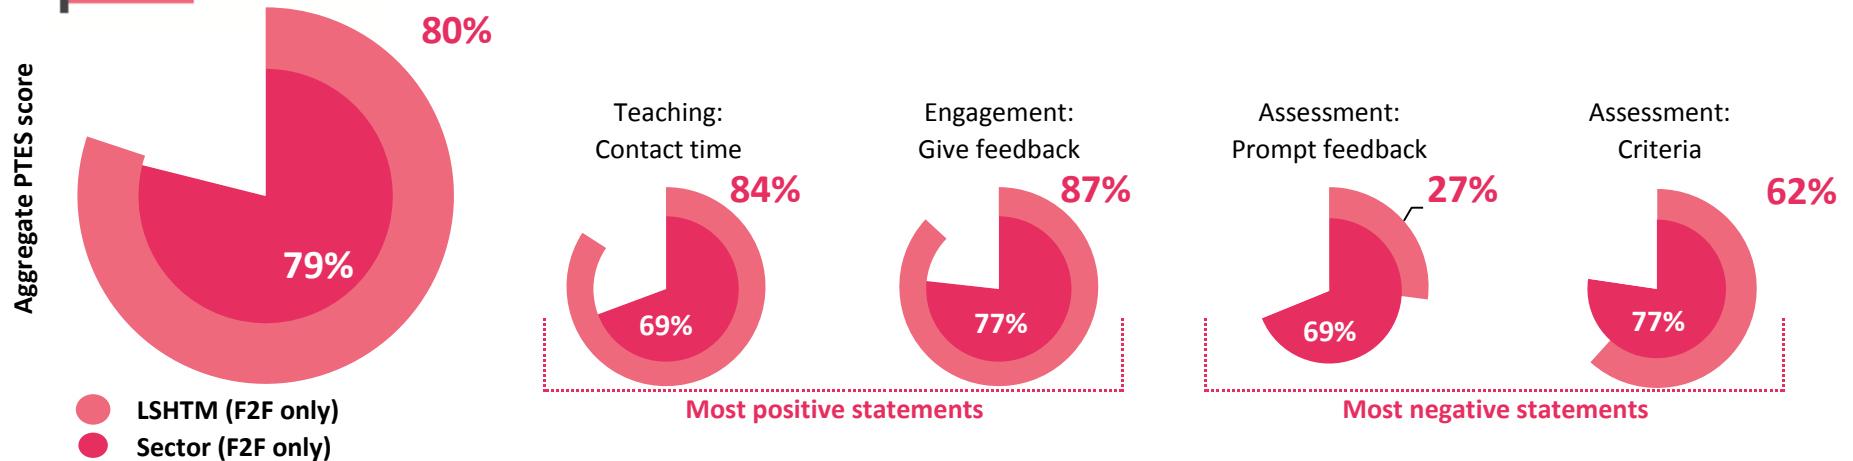 Aggregate PTES score
80%
79%
LSHTM (F2F only)
Sector (F2F only)
Teaching:
Contact time
84%
69%
Engagement:
Give feedback
87%
77%
Most positive statements
Assessment:
Prompt feedback
27%
69%
Assessment:
Criteria
62%
77%
Most negative statements